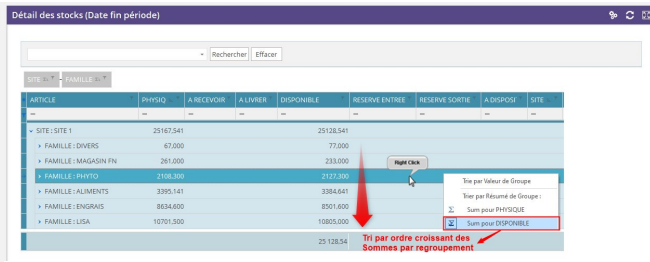 Détail des stocks (Date fin période)
Rechercher Effacer
SITE - FAMILLE
ARTICLE PHYSIQ A RECEVOIR A LIVRER DISPONIBLE RESERVE ENTREE RESERVE SORTIE A DISPOSI SITE
SITE : SITE 1 25167,541 25128,541
FAMILLE : DIVERS 67,000 77,000
FAMILLE : MAGASIN FN 261,000 233,000
Right Click
FAMILLE : PHYTO 2108,300 2127,300
Trie par Valeur de Groupe
FAMILLE : ALIMENTS 3395,141 3384,641
Trier par Résumé de Groupe :
FAMILLE : ENGRAIS 8634,600 8501,600
Σ Sum pour PHYSIQUE
FAMILLE : LISA 10701,500 10805,000
Σ Sum pour DISPONIBLE
25 128,54
Tri par ordre croissant des
Sommes par regroupement